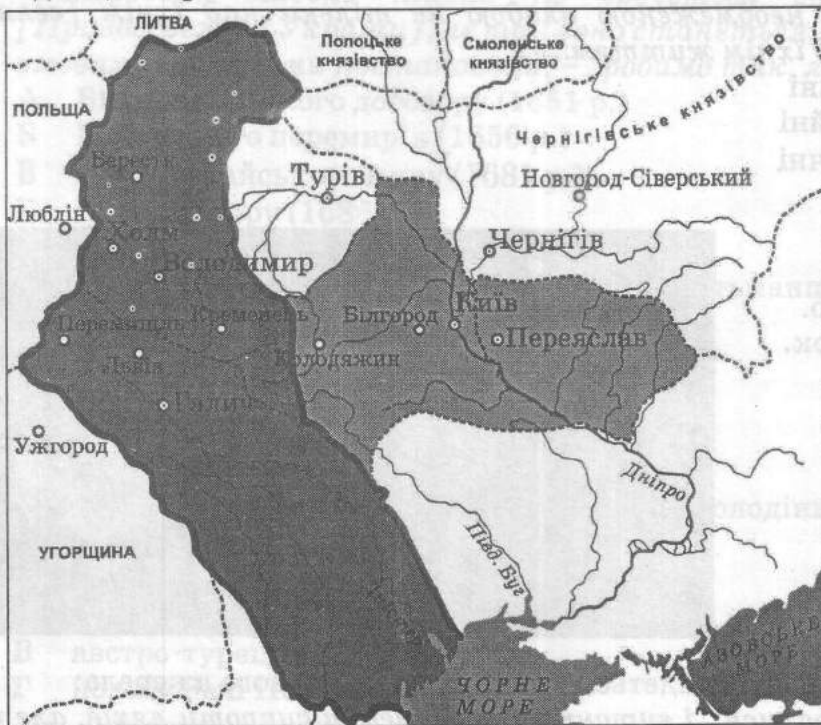 ЛИТВА
Полоцьке
князівство
Смоленське
князівство
ПОЛЬЩА
Чернігівське князівство
Берестя
Турів
Новгород-Сіверський
Люблін
Холм
Чернігів
Володимир
Київ
Кременець
Білгород
Перемишль
Переяслав
Колодяжин
Львів
Галич
Ужгород
Дніпро
Півд. Буг
УГОРЩИНА
Дністер
ЧОРНЕ
МОРЕ
АЗОВСЬКЕ
МОРЕ